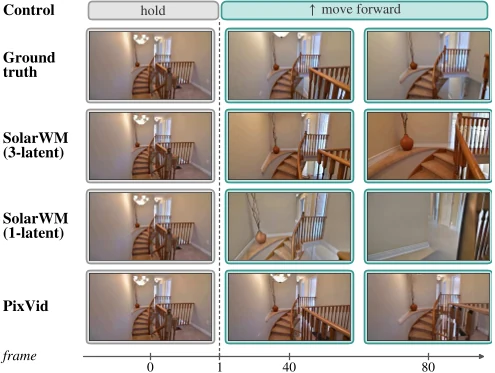 Control
hold
↑ move forward
Ground
truth
SolarWM
(3-latent)
SolarWM
(1-latent)
PixVid
frame
0
1
40
80